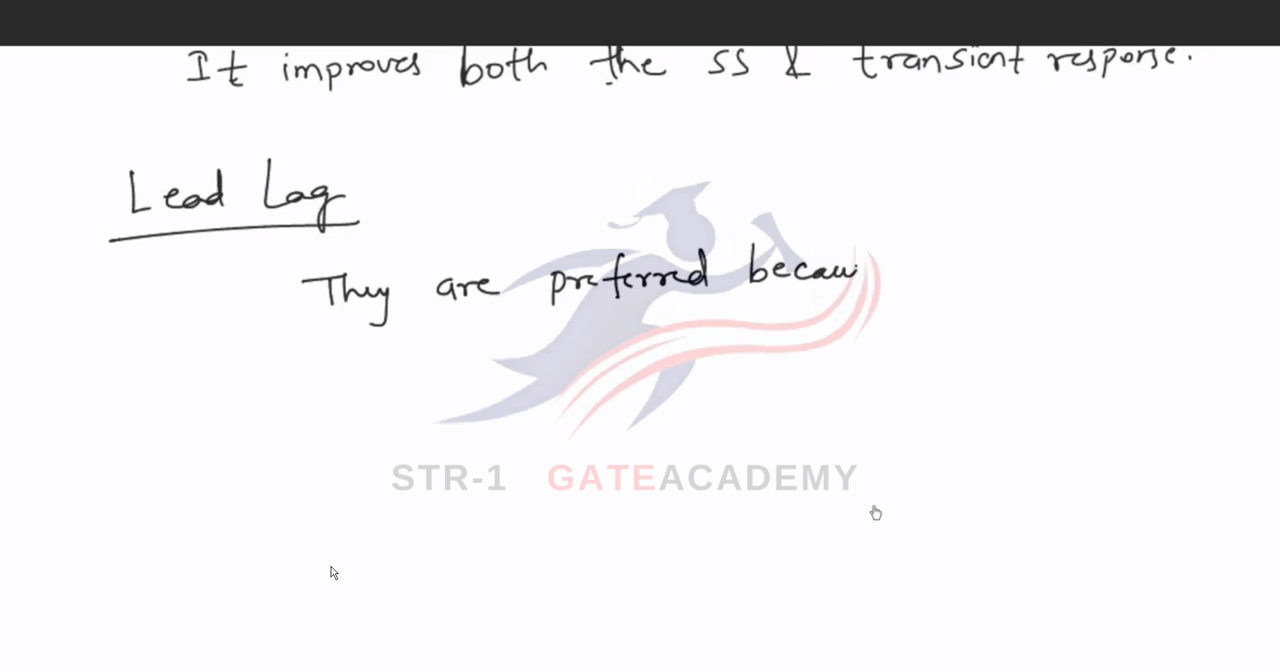 It improves both the SS & transient response.
Lead Lag
They are preferred becau
STR-1 GATEACADEMY